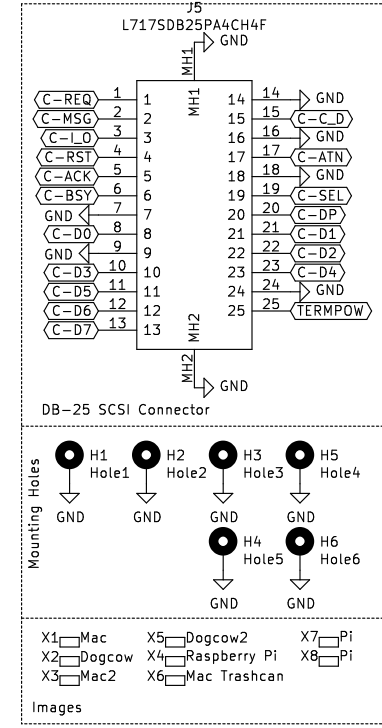 J5
L717SDB25PA4CH4F
GND
MH1
MH1
C-REQ 1 1 14 14 GND
C-MSG 2 2 15 15 C-C_D
C-I_O 3 3 16 16 GND
C-RST 4 4 17 17 C-ATN
C-ACK 5 5 18 18 GND
C-BSY 6 6 19 19 C-SEL
GND 7 7 20 20 C-DP
C-D0 8 8 21 21 C-D1
GND 9 9 22 22 C-D2
C-D3 10 10 23 23 C-D4
C-D5 11 11 24 24 GND
C-D6 12 12 25 25 TERMPOW
C-D7 13 13
MH2
MH2
GND
DB-25 SCSI Connector
Mounting Holes
H1 H2 H3 H5
Hole1 Hole2 Hole3 Hole4
GND GND GND GND
H4 H6
Hole5 Hole6
GND GND
X1 Mac X5 Dogcow2 X7 Pi
X2 Dogcow X4 Raspberry Pi X8 Pi
X3 Mac2 X6 Mac Trashcan
Images